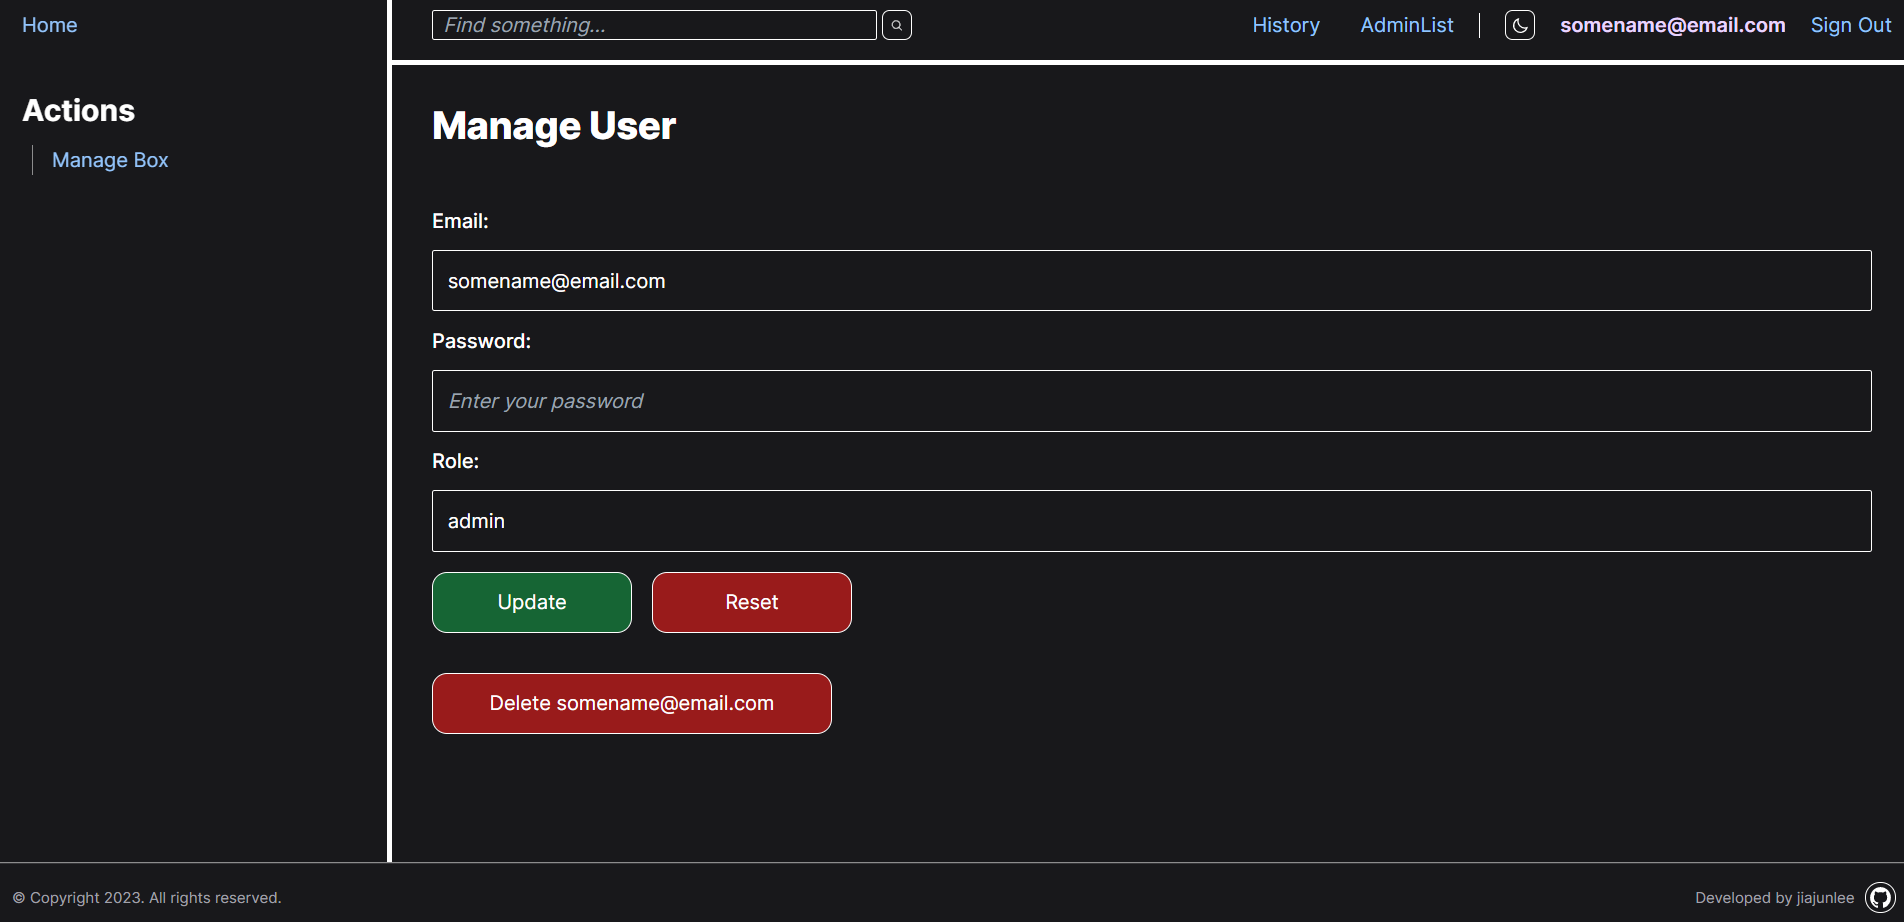 Home
Find something...
History
AdminList
somename@email.com
Sign Out
Actions
Manage Box
Manage User
Email:
somename@email.com
Password:
Enter your password
Role:
admin
Update
Reset
Delete somename@email.com
© Copyright 2023. All rights reserved.
Developed by jiajunlee